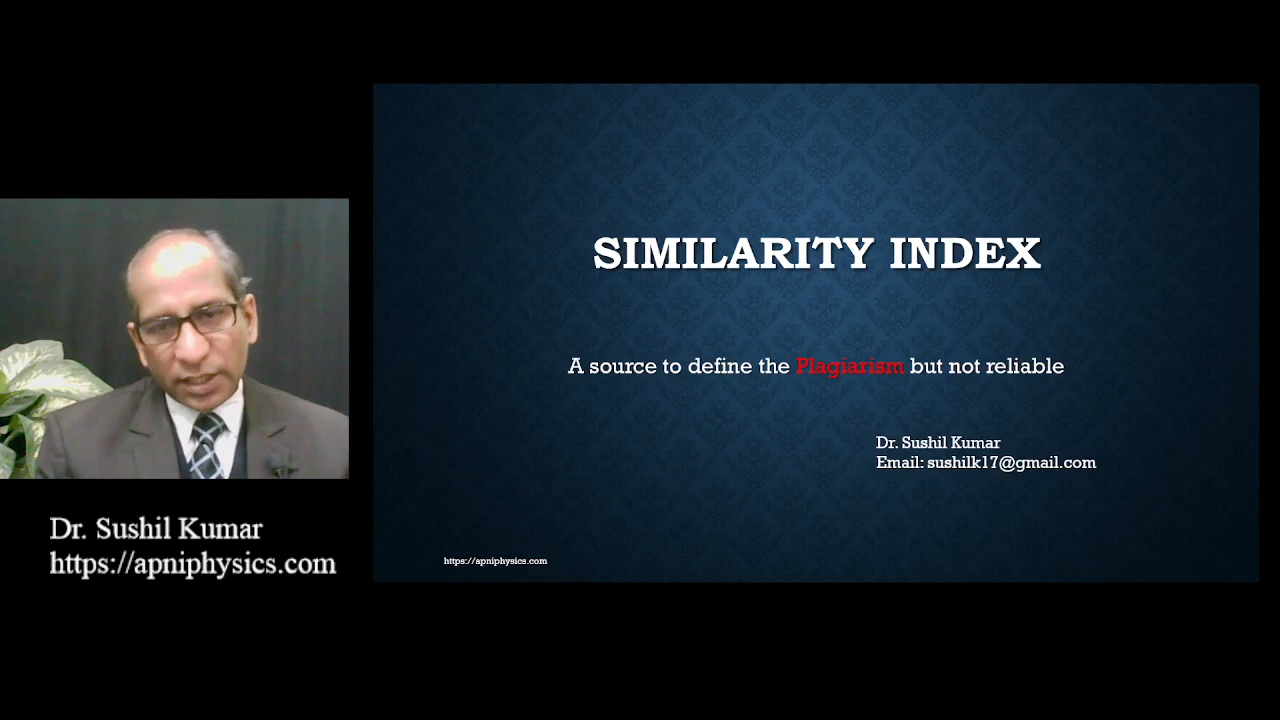 SIMILARITY INDEX
A source to define the Plagiarism but not reliable
Dr. Sushil Kumar
Email: sushilk17@gmail.com
https://apniphysics.com
Dr. Sushil Kumar
https://apniphysics.com